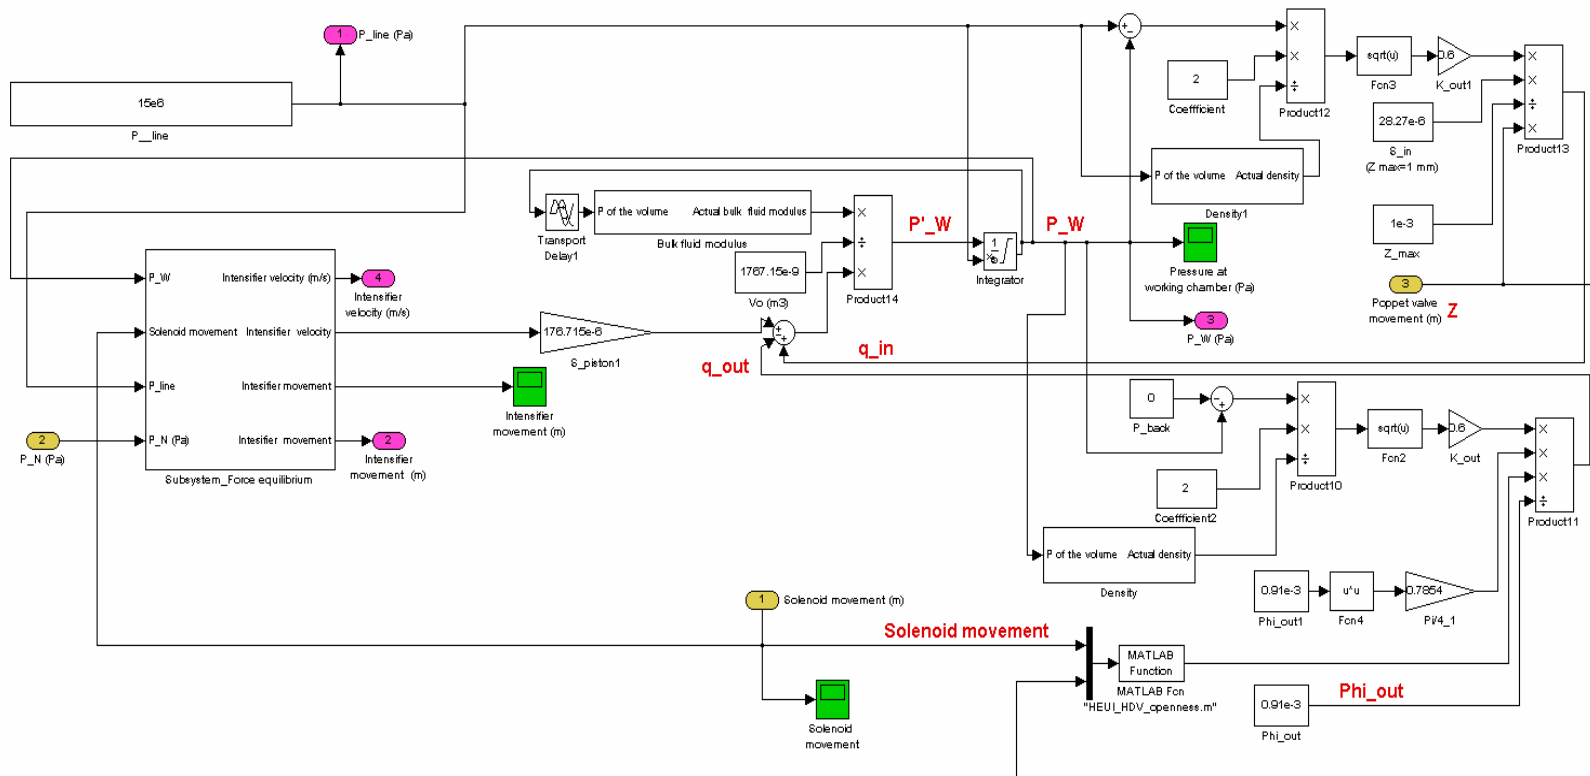 1
P_line (Pa)
15e6
P__line
+
-
2
Coeffficient
×
×
÷
Product12
sqrt(u)
Fcn3
0.6
K_out1
28.27e-6
S_in
(Z max=1 mm)
×
×
÷
×
Product13
P of the volume Actual density
Density1
1e-3
Z_max
3
Poppet valve
movement (m)
Z
Transport
Delay1
P of the volume Actual bulk fluid modulus
Bulk fluid modulus
1767.15e-9
Vo (m3)
×
÷
×
Product14
P'_W
1
s
Integrator
P_W
Pressure at
working chamber (Pa)
3
P_W (Pa)
P_W
Solenoid movement
P_line
P_N (Pa)
Intensifier velocity (m/s)
Intensifier velocity
Intesifier movement
Intesifier movement
Subsystem_Force equilibrium
4
Intensifier
velocity (m/s)
176.715e-6
S_piston1
q_out
q_in
Intensifier
movement (m)
2
Intensifier
movement (m)
2
P_N (Pa)
0
P_back
-
+
2
Coefficient2
×
×
÷
Product10
sqrt(u)
Fcn2
0.6
K_out
×
×
×
÷
Product11
P of the volume Actual density
Density
0.91e-3
Phi_out1
u*u
Fcn4
0.7854
Pi/4_1
1
Solenoid movement (m)
Solenoid movement
MATLAB
Function
MATLAB Fcn
"HEUI_HDV_openness.m"
Solenoid
movement
0.91e-3
Phi_out
Phi_out